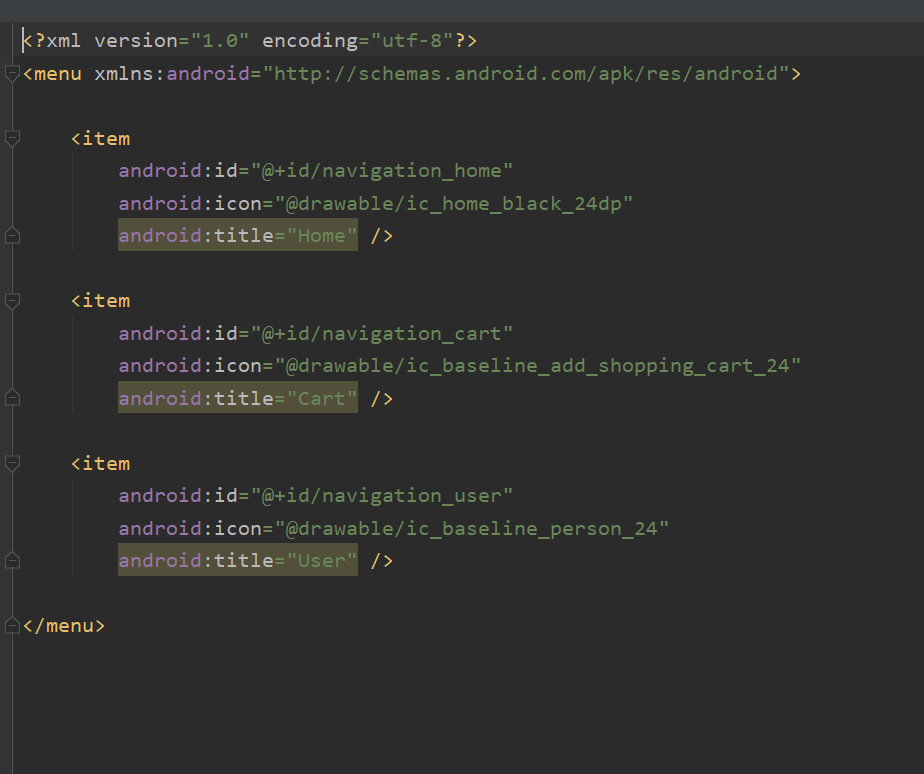 <?xml version="1.0" encoding="utf-8"?>
<menu xmlns:android="http://schemas.android.com/apk/res/android">
<item
android:id="@+id/navigation_home"
android:icon="@drawable/ic_home_black_24dp"
android:title="Home" />
<item
android:id="@+id/navigation_cart"
android:icon="@drawable/ic_baseline_add_shopping_cart_24"
android:title="Cart" />
<item
android:id="@+id/navigation_user"
android:icon="@drawable/ic_baseline_person_24"
android:title="User" />
</menu>